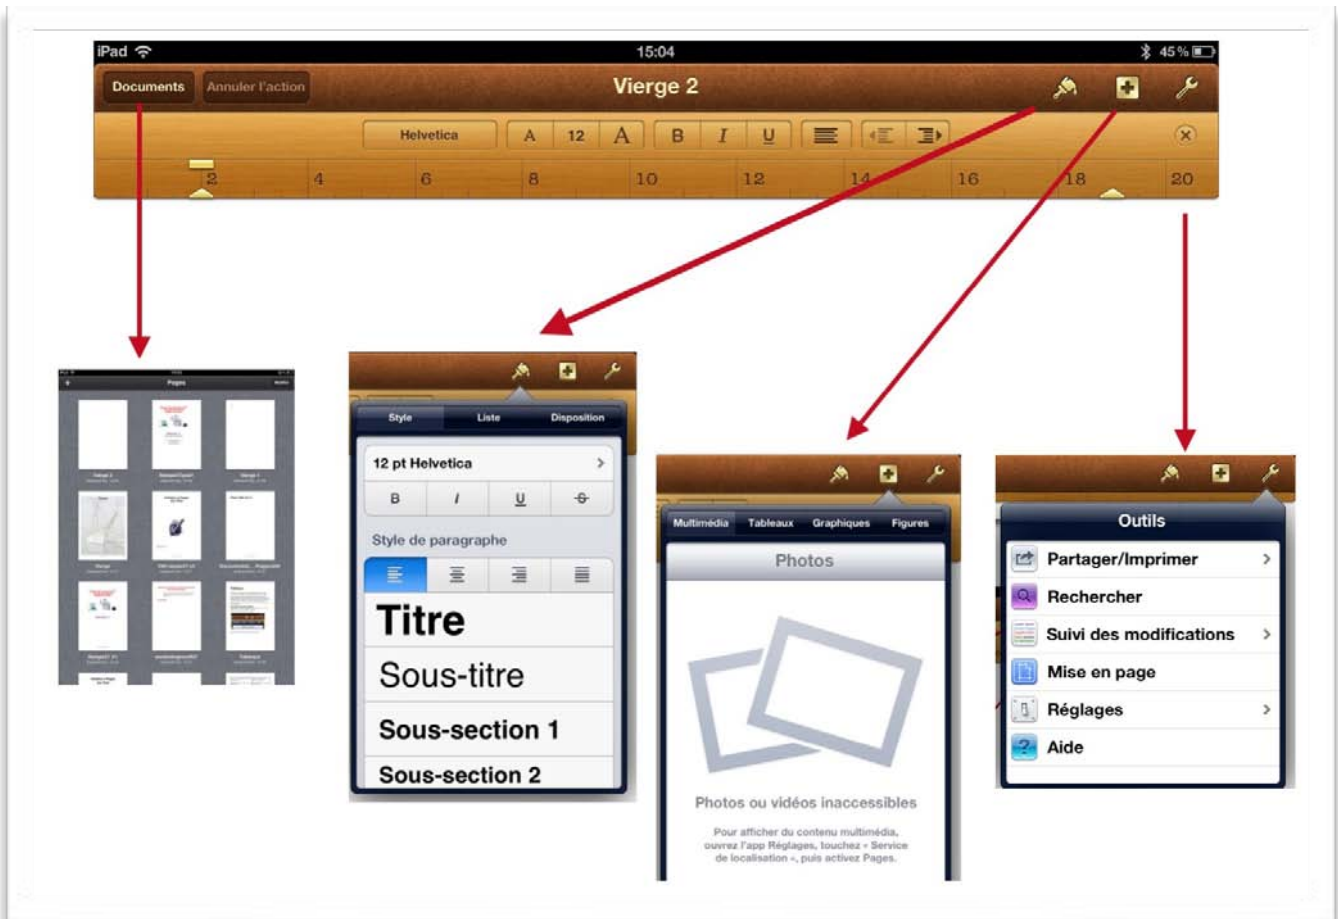 iPad 15:04 45 %
Documents Annuler l'action Vierge 2
Helvetica A 12 A B I U
2 4 6 8 10 12 14 16 18 20
Pages
Style Liste Disposition
12 pt Helvetica >
B I U S
Style de paragraphe
Titre
Sous-titre
Sous-section 1
Sous-section 2
Multimédia Tableaux Graphiques Figures
Photos
Photos ou vidéos inaccessibles
Pour afficher du contenu multimédia,
ouvrez l'app Réglages, touchez « Service
de localisation », puis activez Pages.
Outils
Partager/Imprimer >
Rechercher
Suivi des modifications >
Mise en page
Réglages >
? Aide